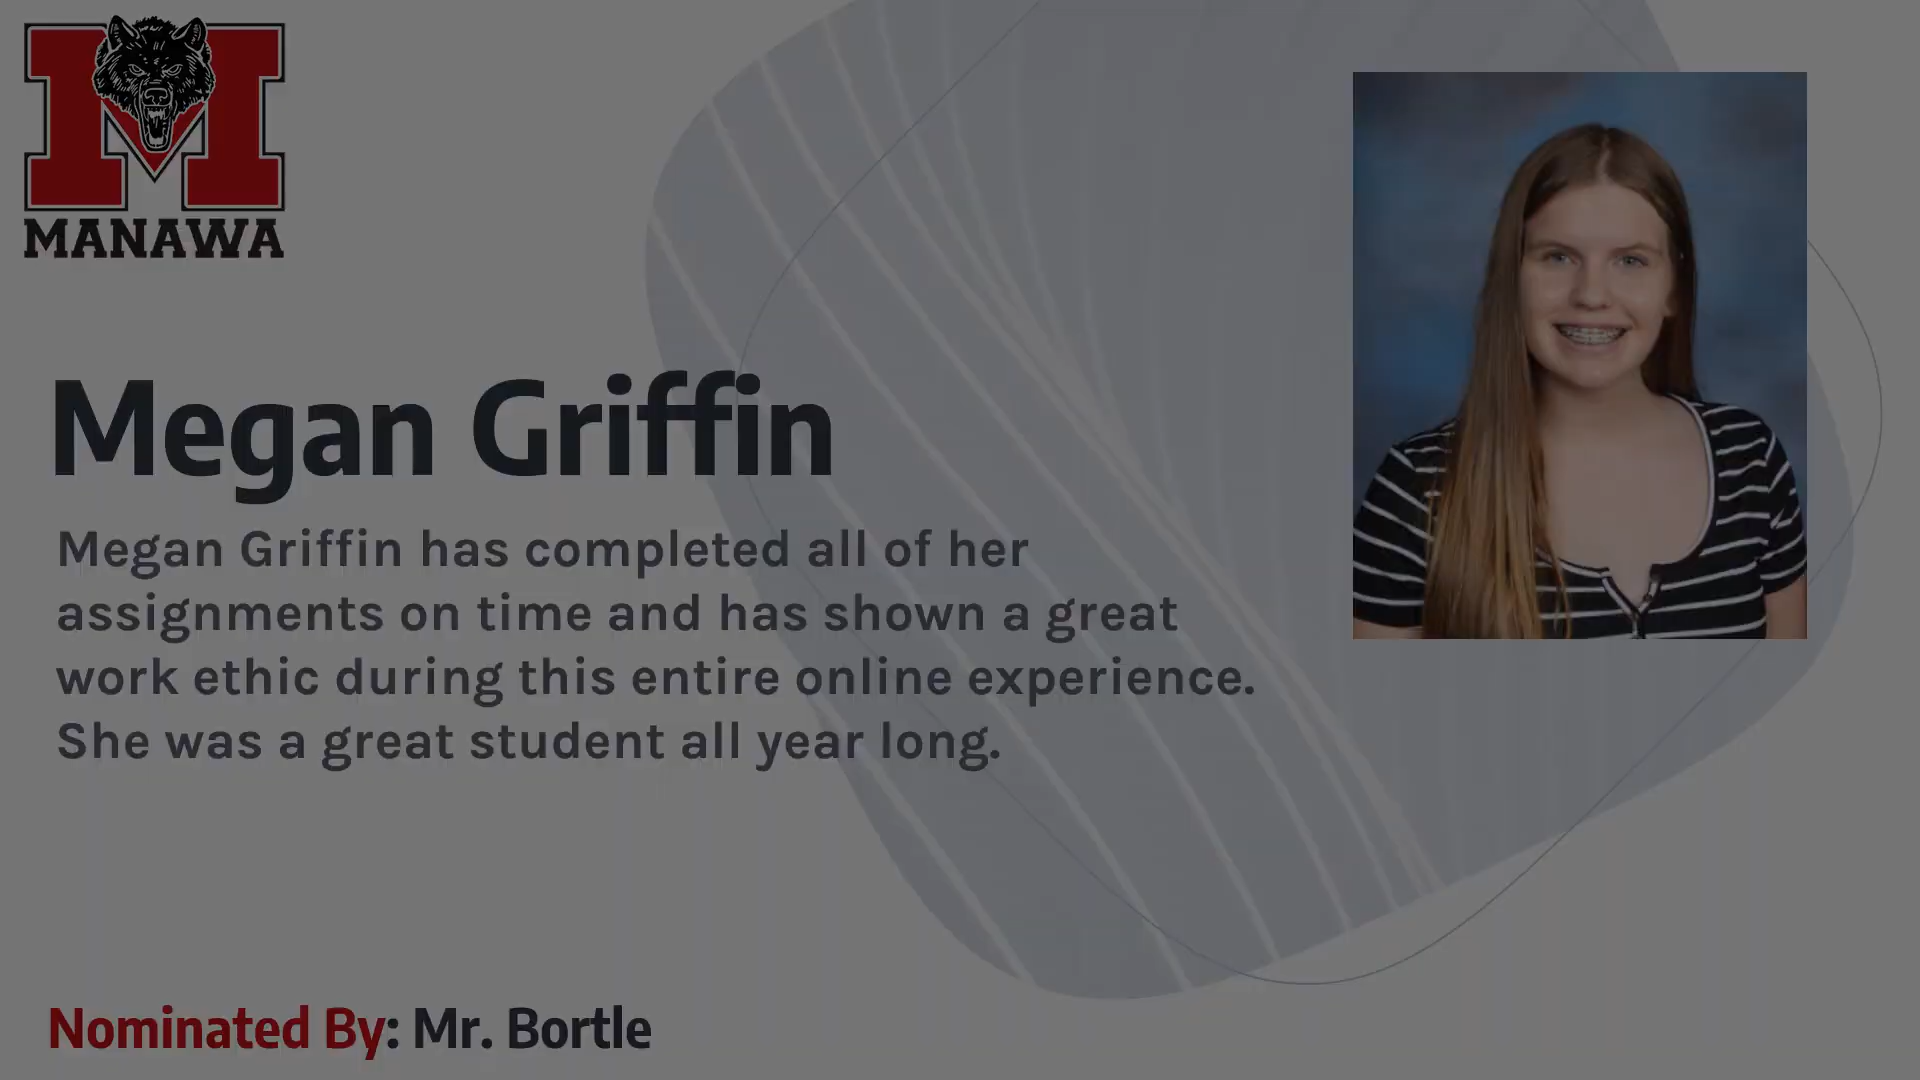 MANAWA
Megan Griffin
Megan Griffin has completed all of her
assignments on time and has shown a great
work ethic during this entire online experience.
She was a great student all year long.
Nominated By: Mr. Bortle